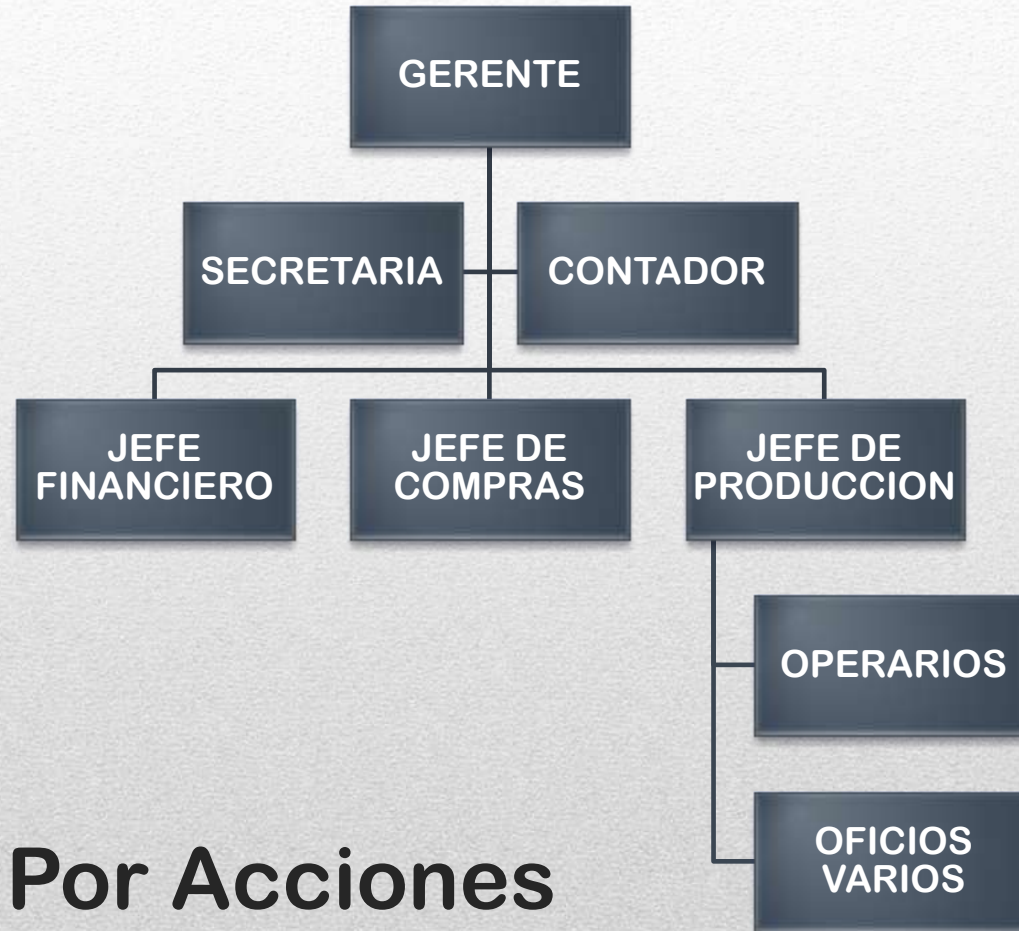 GERENTE
SECRETARIA
CONTADOR
JEFE
FINANCIERO
JEFE DE
COMPRAS
JEFE DE
PRODUCCION
OPERARIOS
OFICIOS
VARIOS
Por Acciones